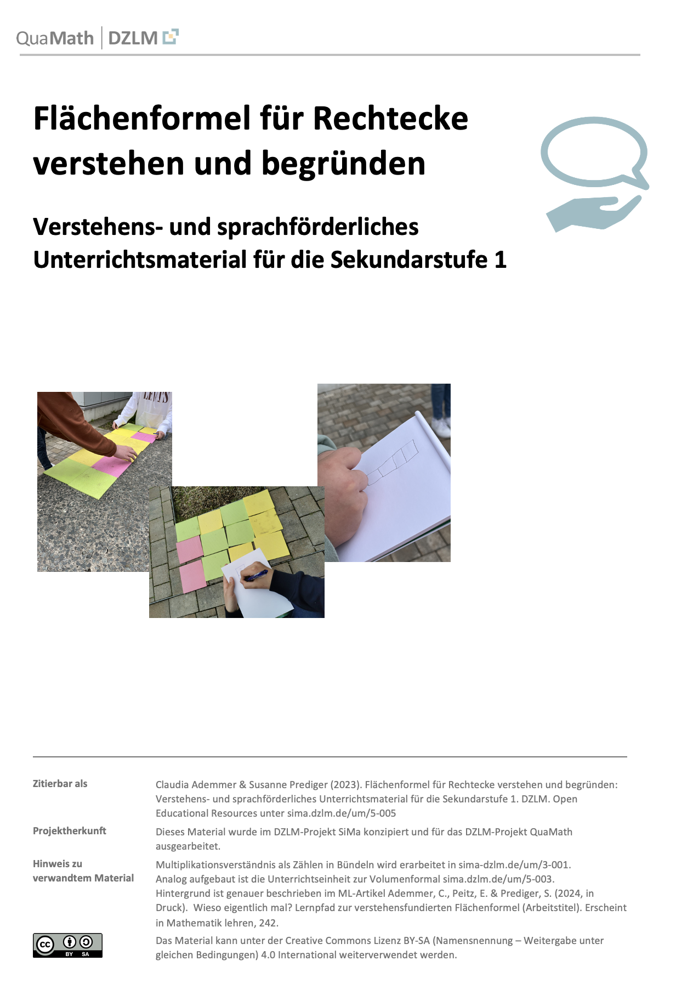 QuaMath | DZLM
Flächenformel für Rechtecke
verstehen und begründen
Verstehens- und sprachförderliches
Unterrichtsmaterial für die Sekundarstufe 1
LEVI'S
Zitierbar als
Claudia Ademmer & Susanne Prediger (2023). Flächenformel für Rechtecke verstehen und begründen:
Verstehens- und sprachförderliches Unterrichtsmaterial für die Sekundarstufe 1. DZLM. Open
Educational Resources unter sima.dzlm.de/um/5-005
Projektherkunft
Dieses Material wurde im DZLM-Projekt SiMa konzipiert und für das DZLM-Projekt QuaMath
ausgearbeitet.
Hinweis zu
verwandtem Material
Multiplikationsverständnis als Zählen in Bündeln wird erarbeitet in sima-dzlm.de/um/3-001.
Analog aufgebaut ist die Unterrichtseinheit zur Volumenformal sima.dzlm.de/um/5-003.
Hintergrund ist genauer beschrieben im ML-Artikel Ademmer, C., Peitz, E. & Prediger, S. (2024, in
Druck).  Wieso eigentlich mal? Lernpfad zur verstehensfundierten Flächenformel (Arbeitstitel). Erscheint
in Mathematik lehren, 242.
cc BY SA
Das Material kann unter der Creative Commons Lizenz BY-SA (Namensnennung – Weitergabe unter
gleichen Bedingungen) 4.0 International weiterverwendet werden.